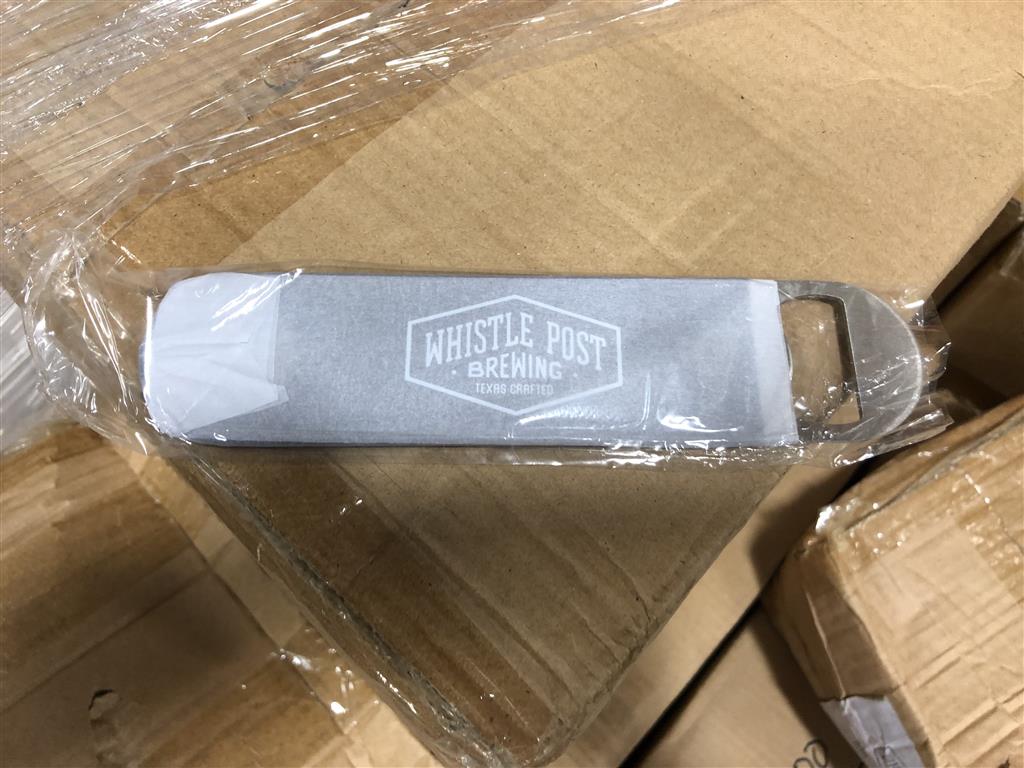 WHISTLE POST
· BREWING ·
TEXAS CRAFTED